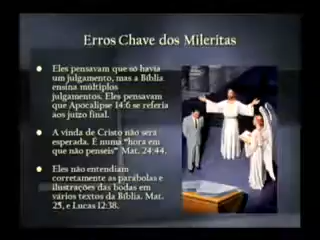 Erros Chave dos Mileritas
Eles pensavam que só havia
um julgamento, mas a Bíblia
ensina múltiplos
julgamentos. Eles pensavam
que Apocalipse 14:6 se referia
aos juízo final.
A vinda de Cristo não será
esperada. É numa "hora em
que não penseis" Mat. 24:44.
Eles não entendiam
corretamente as parábolas e
ilustrações das bodas em
vários textos da Bíblia. Mat.
25, e Lucas 12:38.